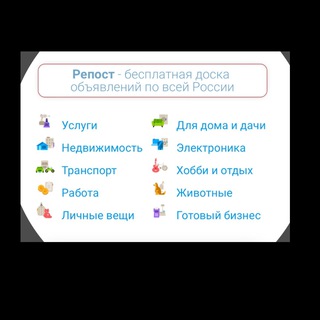 Репост - бесплатная доска
объявлений по всей России
Услуги
Недвижимость
Транспорт
Работа
Личные вещи
Для дома и дачи
Электроника
Хобби и отдых
Животные
Готовый бизнес